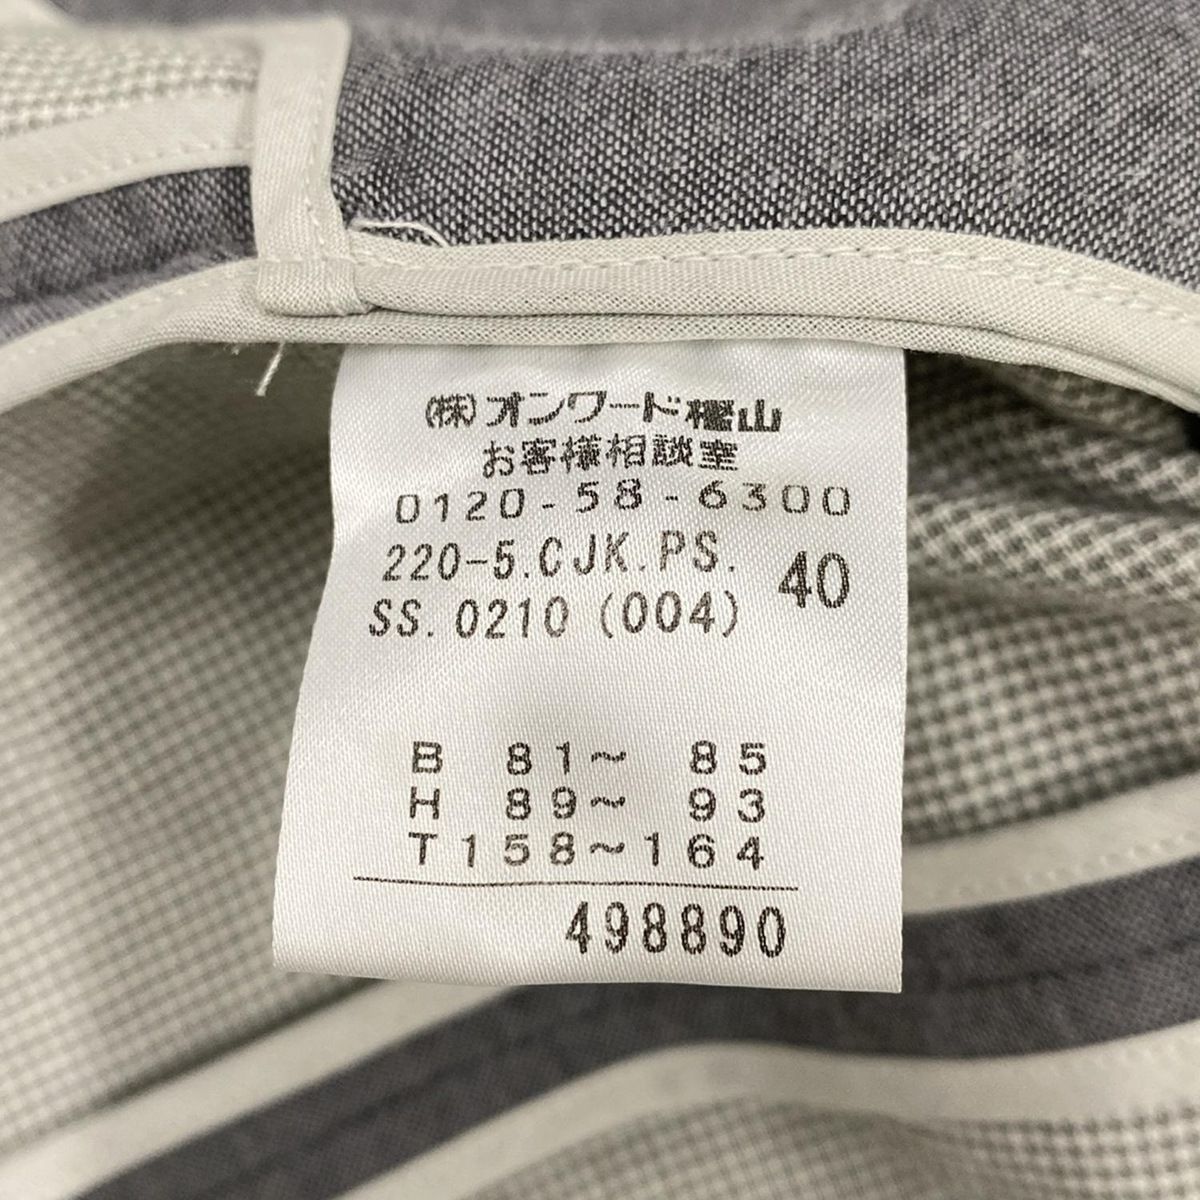 (株)オンワード樫山
お客様相談室
0120-58-6300
220-5.CJK.PS. 40
SS.0210(004)
B 81～ 85
H 89～ 93
T158～164
498890